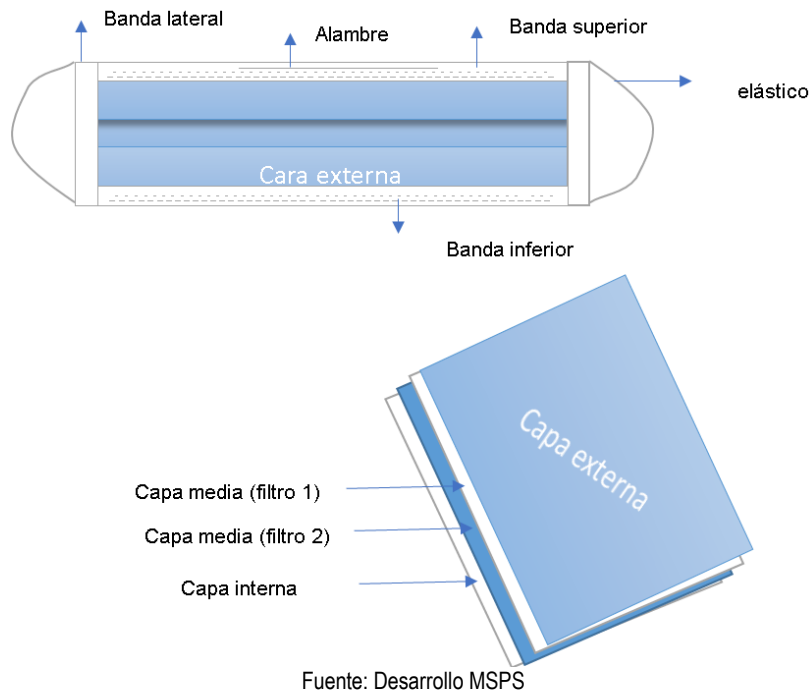 Banda lateral
Alambre
Banda superior
elástico
Cara externa
Banda inferior
Capa externa
Capa media (filtro 1)
Capa media (filtro 2)
Capa interna
Fuente: Desarrollo MSPS